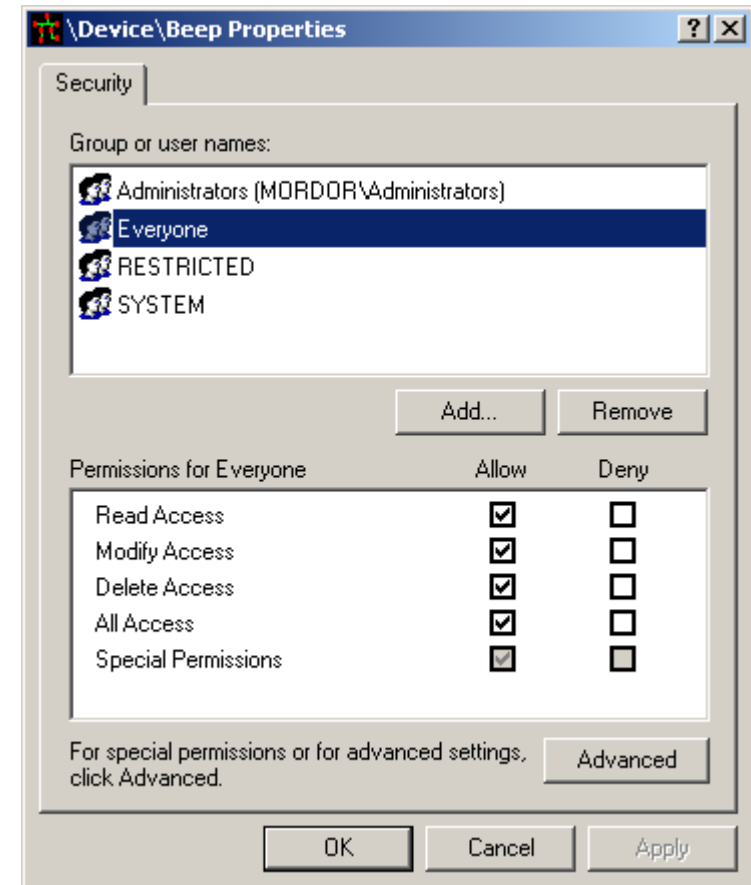 \Device\Beep Properties
Security
Group or user names:
Administrators (MORDOR\Administrators)
Everyone
RESTRICTED
SYSTEM
Add... Remove
Permissions for Everyone Allow Deny
Read Access
Modify Access
Delete Access
All Access
Special Permissions
For special permissions or for advanced settings,
click Advanced.
Advanced
OK Cancel Apply